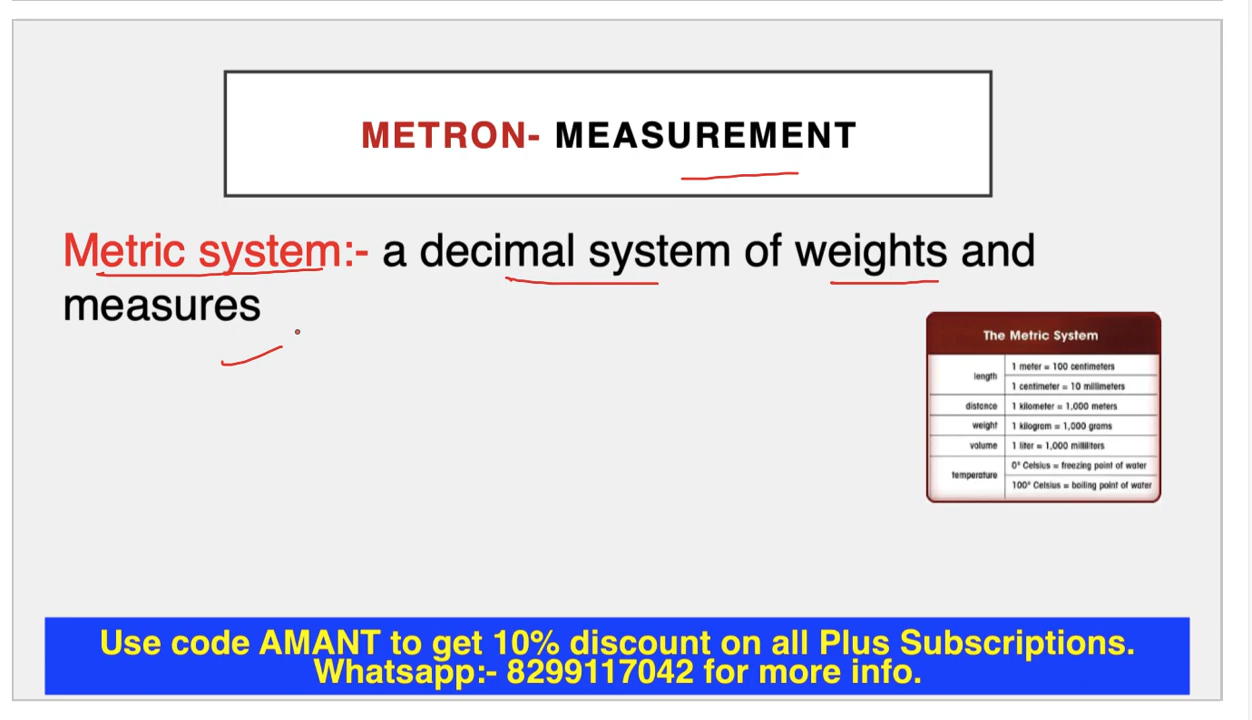 METRON- MEASUREMENT
Metric system:- a decimal system of weights and
measures
The Metric System
length
1 meter = 100 centimeters
1 centimeter = 10 millimeters
distance 1 kilometer = 1,000 meters
weight 1 kilogram = 1,000 grams
volume 1 liter = 1,000 milliliters
temperature
0° Celsius = freezing point of water
100° Celsius = boiling point of water
Use code AMANT to get 10% discount on all Plus Subscriptions.
Whatsapp:- 8299117042 for more info.